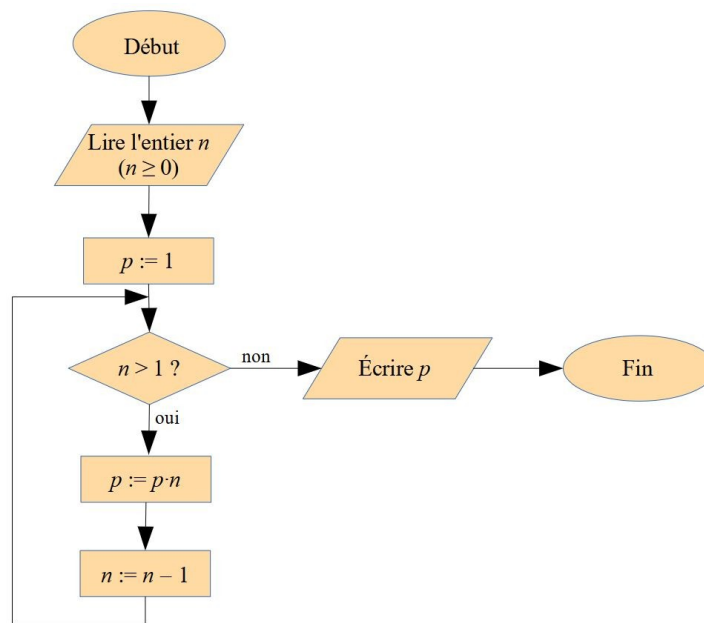 Début
Lire l'entier n
(n ≥ 0)
p := 1
n > 1 ?
non
Écrire p
Fin
oui
p := p·n
n := n – 1